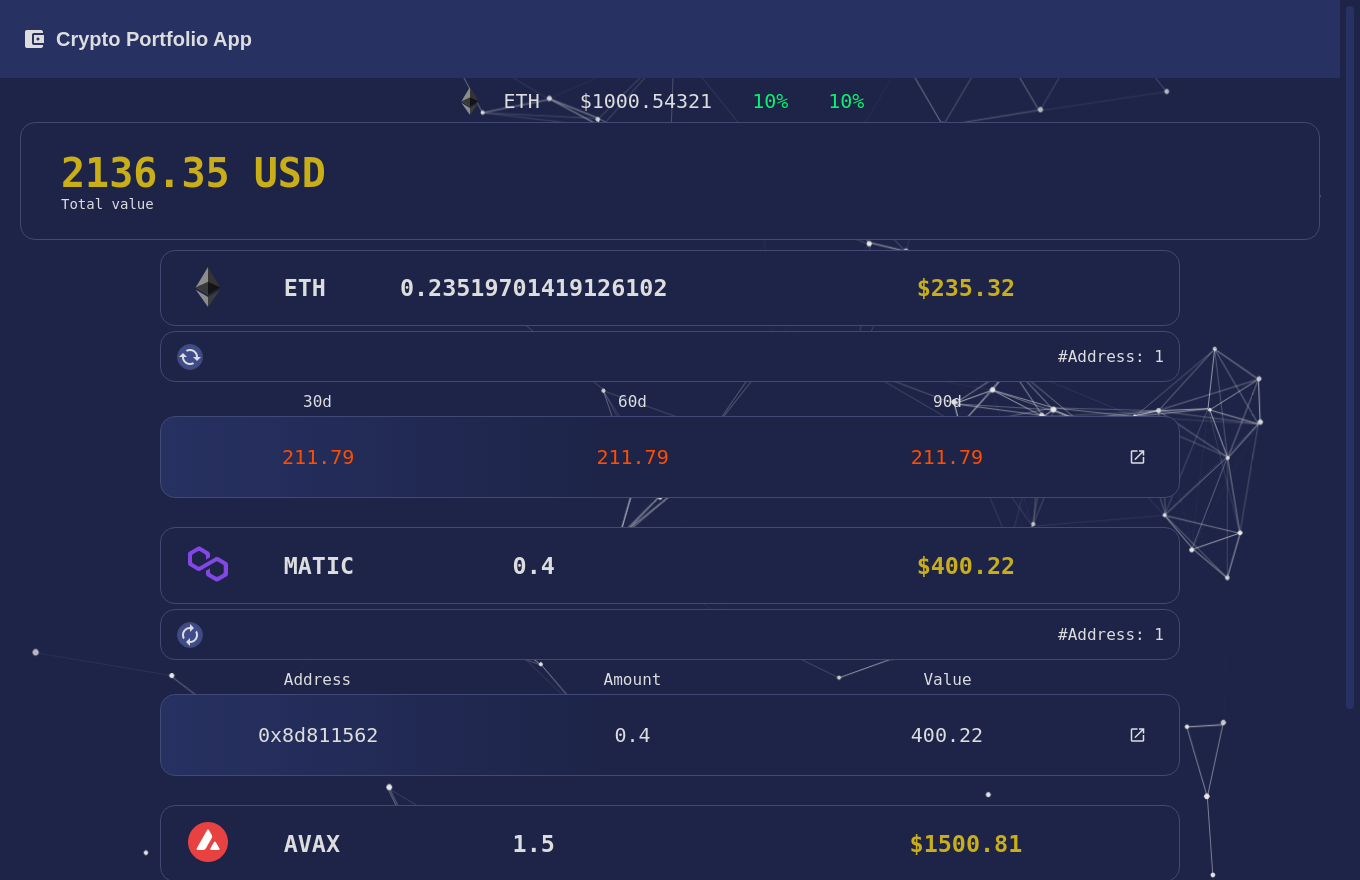 Crypto Portfolio App
ETH $1000.54321 10% 10%
2136.35 USD
Total value
ETH 0.23519701419126102 $235.32
#Address: 1
30d 60d 90d
211.79 211.79 211.79
MATIC 0.4 $400.22
#Address: 1
Address Amount Value
0x8d811562 0.4 400.22
AVAX 1.5 $1500.81